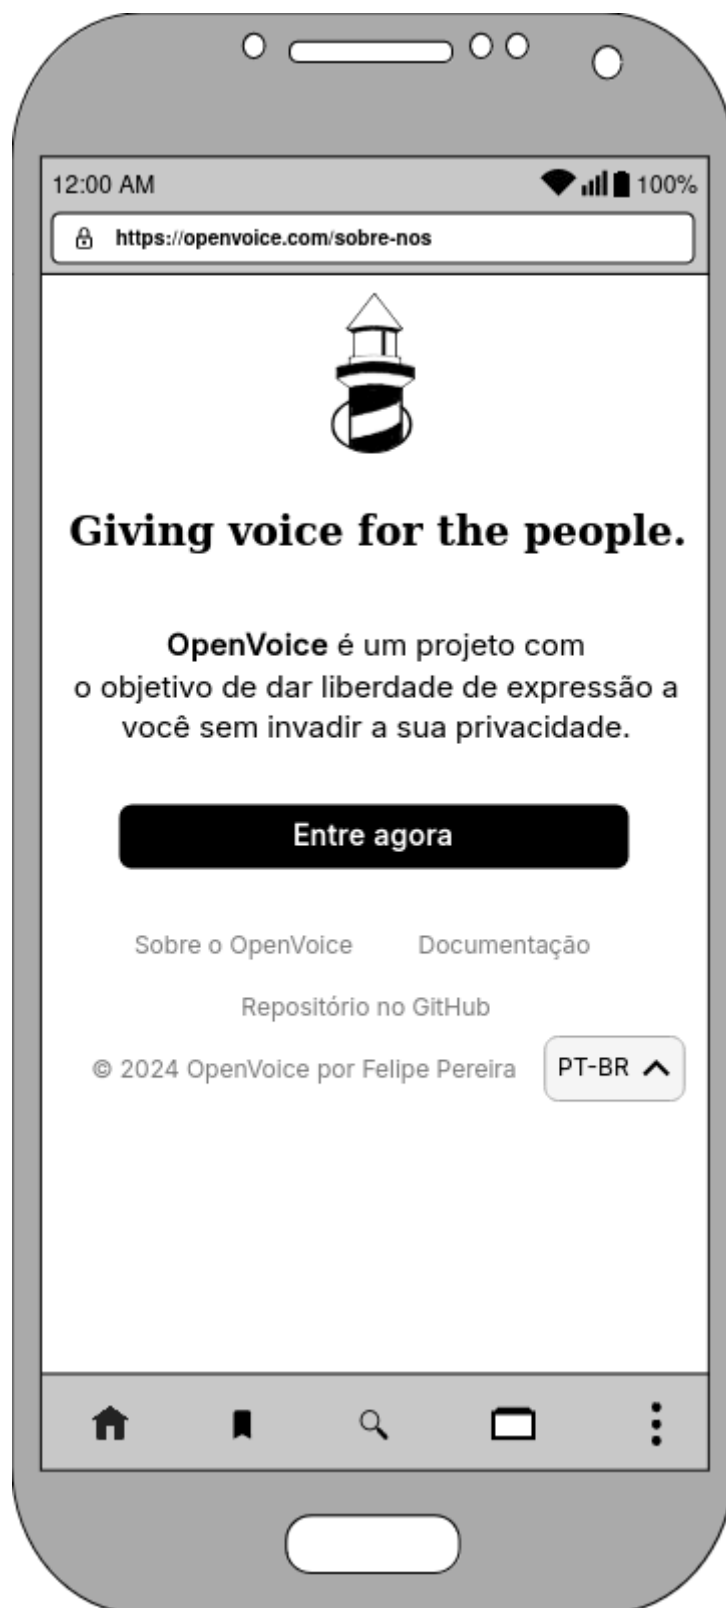 12:00 AM 100%
https://openvoice.com/sobre-nos
Giving voice for the people.
OpenVoice é um projeto com
o objetivo de dar liberdade de expressão a
você sem invadir a sua privacidade.
Entre agora
Sobre o OpenVoice Documentação
Repositório no GitHub
© 2024 OpenVoice por Felipe Pereira PT-BR